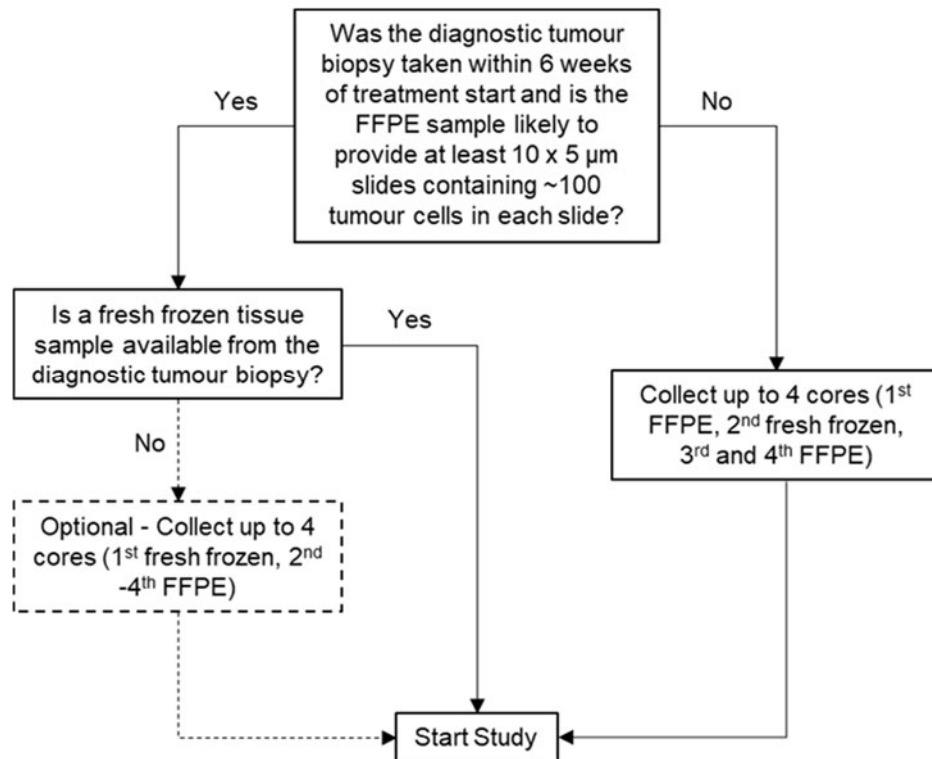 Was the diagnostic tumour
biopsy taken within 6 weeks
of treatment start and is the
FFPE sample likely to
provide at least 10 x 5 µm
slides containing ~100
tumour cells in each slide?
Yes
No
Is a fresh frozen tissue
sample available from the
diagnostic tumour biopsy?
Yes
Collect up to 4 cores (1st
FFPE, 2nd fresh frozen,
3rd and 4th FFPE)
No
Optional - Collect up to 4
cores (1st fresh frozen, 2nd
-4th FFPE)
Start Study